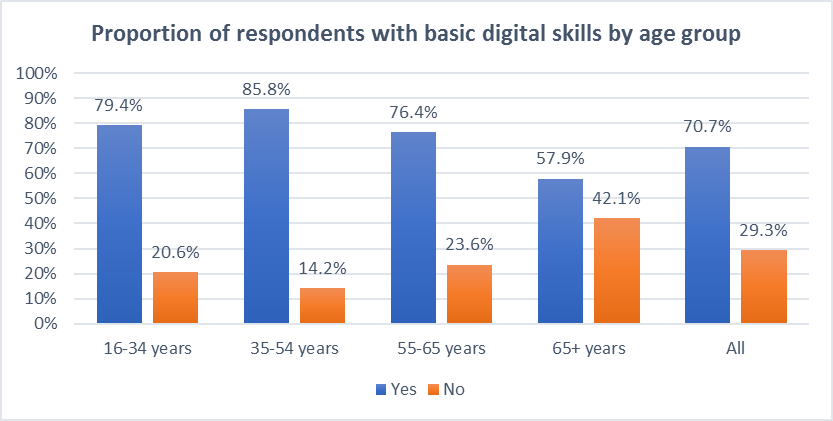 Proportion of respondents with basic digital skills by age group
100%
90%
80%
70%
60%
50%
40%
30%
20%
10%
0%
79.4%
20.6%
85.8%
14.2%
76.4%
23.6%
57.9%
42.1%
70.7%
29.3%
16-34 years
35-54 years
55-65 years
65+ years
All
Yes
No